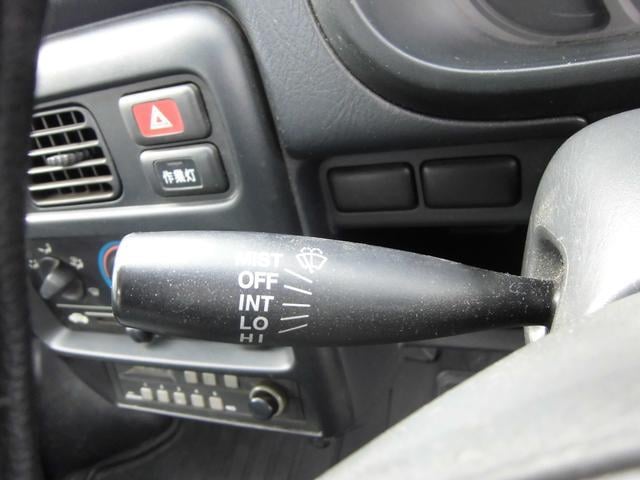 作業灯
MIST
OFF
INT
LO
HI